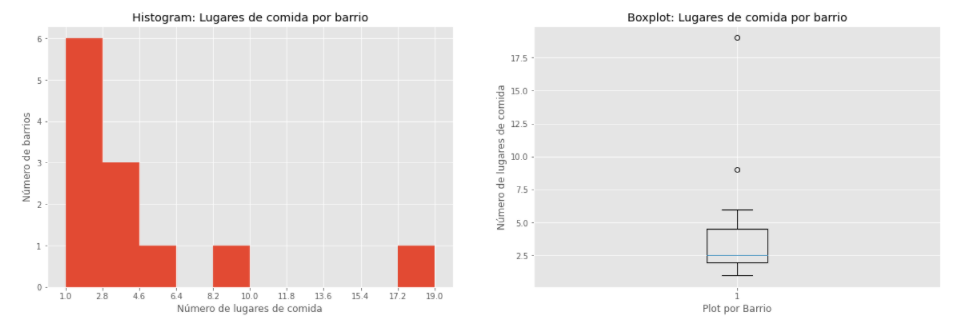 Histogram: Lugares de comida por barrio
Número de barrios
6
5
4
3
2
1
0
1.0 2.8 4.6 6.4 8.2 10.0 11.8 13.6 15.4 17.2 19.0
Número de lugares de comida
Boxplot: Lugares de comida por barrio
Número de lugares de comida
17.5
15.0
12.5
10.0
7.5
5.0
2.5
1
Plot por Barrio